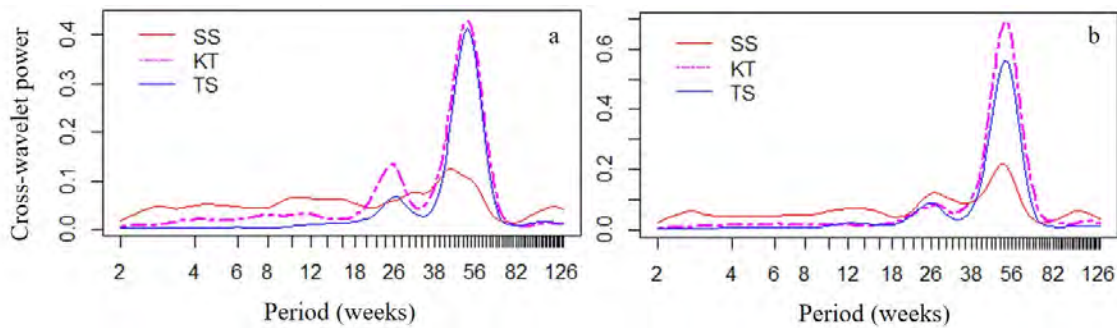 Cross-wavelet power
0.0 0.1 0.2 0.3 0.4
SS
KT
TS
a
2 4 6 8 12 18 26 38 56 82 126
Period (weeks)
0.0 0.2 0.4 0.6
SS
KT
TS
b
2 4 6 8 12 18 26 38 56 82 126
Period (weeks)